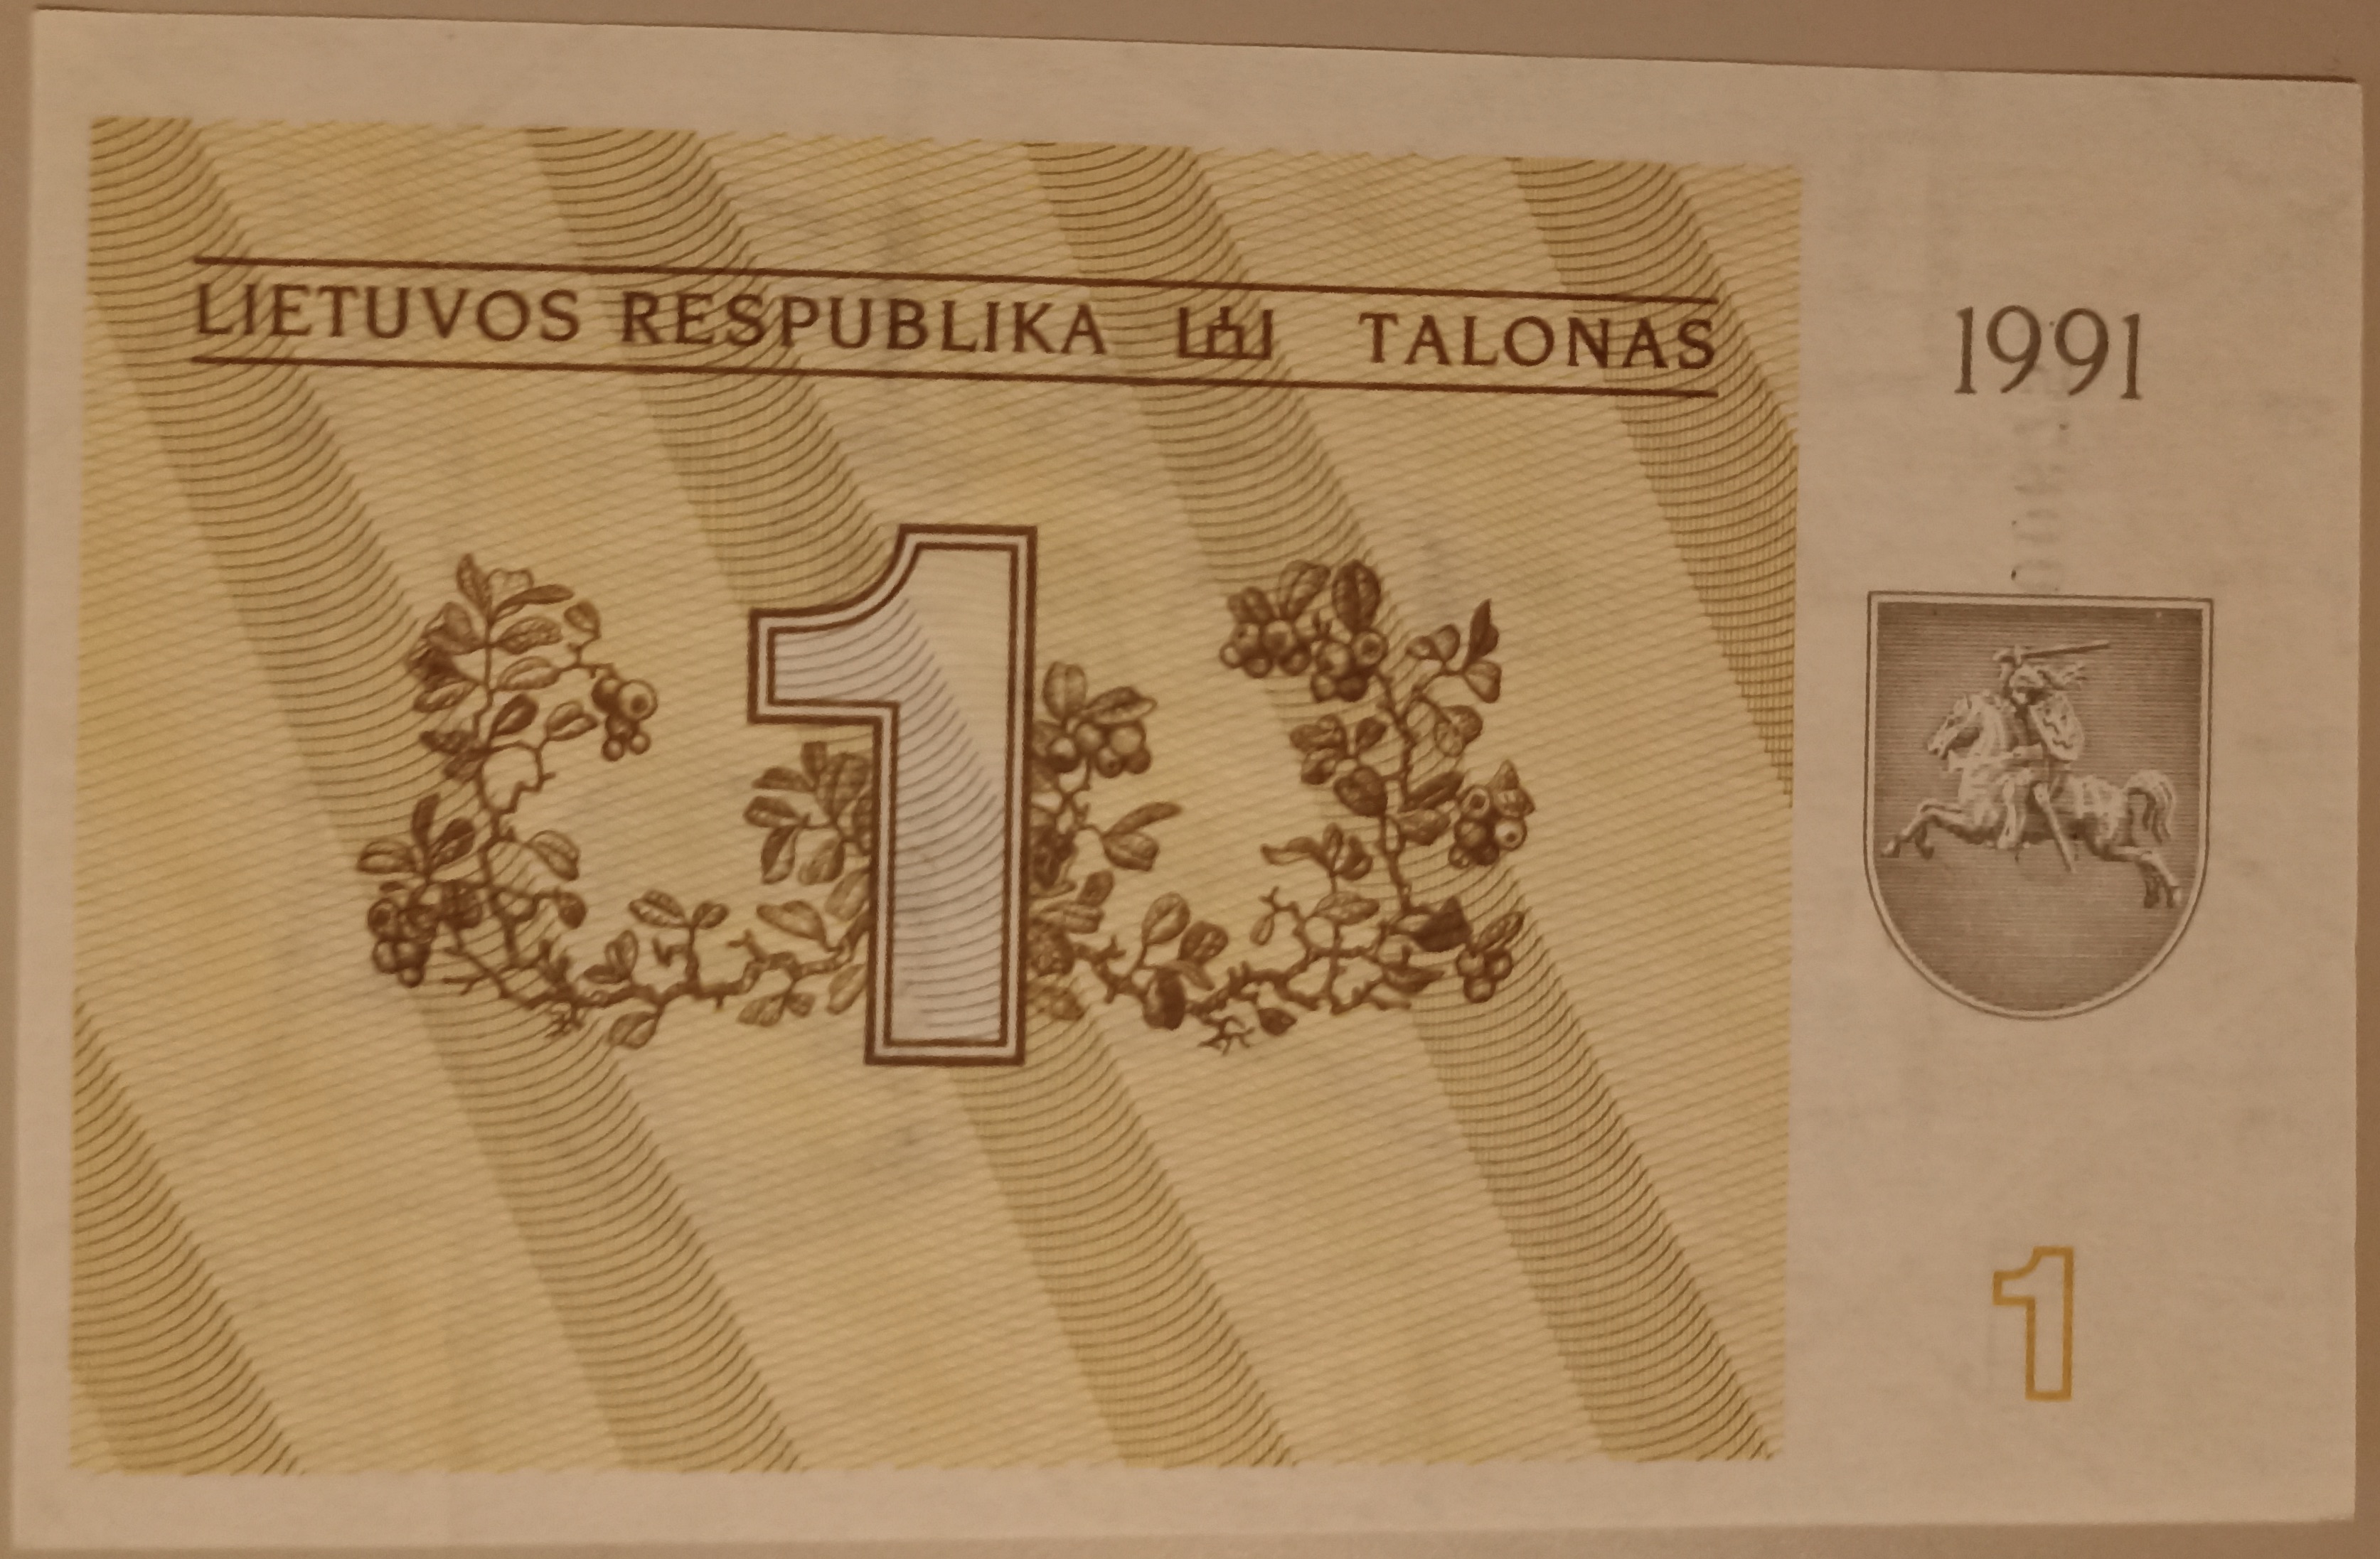 LIETUVOS RESPUBLIKA TALONAS
1991
1
1